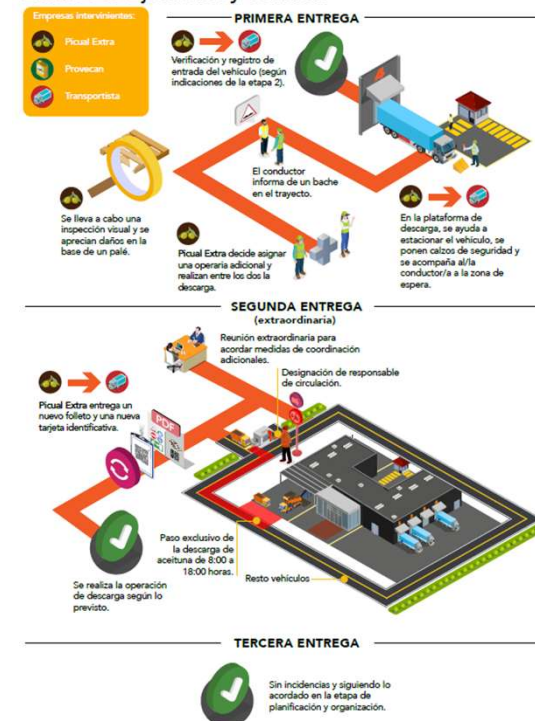 Empresas intervinientes:
Picual Extra
Provecan
Transportista
PRIMERA ENTREGA
Verificación y registro de
entrada del vehículo (según
indicaciones de la etapa 2).
El conductor
informa de un bache
en el trayecto.
En la plataforma de
descarga, se ayuda a
estacionar el vehículo, se
ponen calzos de seguridad y
se acompaña al/la
conductor/a a la zona de
espera.
Se lleva a cabo una
inspección visual y se
aprecian daños en la
base de un palé.
Picual Extra decide asignar
una operaria adicional y
realizan entre los dos la
descarga.
SEGUNDA ENTREGA
(extraordinaria)
Reunión extraordinaria para
acordar medidas de coordinación
adicionales.
Designación de responsable
de circulación.
Picual Extra entrega un
nuevo folleto y una nueva
tarjeta identificativa.
PDF
Paso exclusivo de
la descarga de
aceituna de 8:00 a
18:00 horas.
Resto vehículos
Se realiza la operación
de descarga según lo
previsto.
TERCERA ENTREGA
Sin incidencias y siguiendo lo
acordado en la etapa de
planificación y organización.